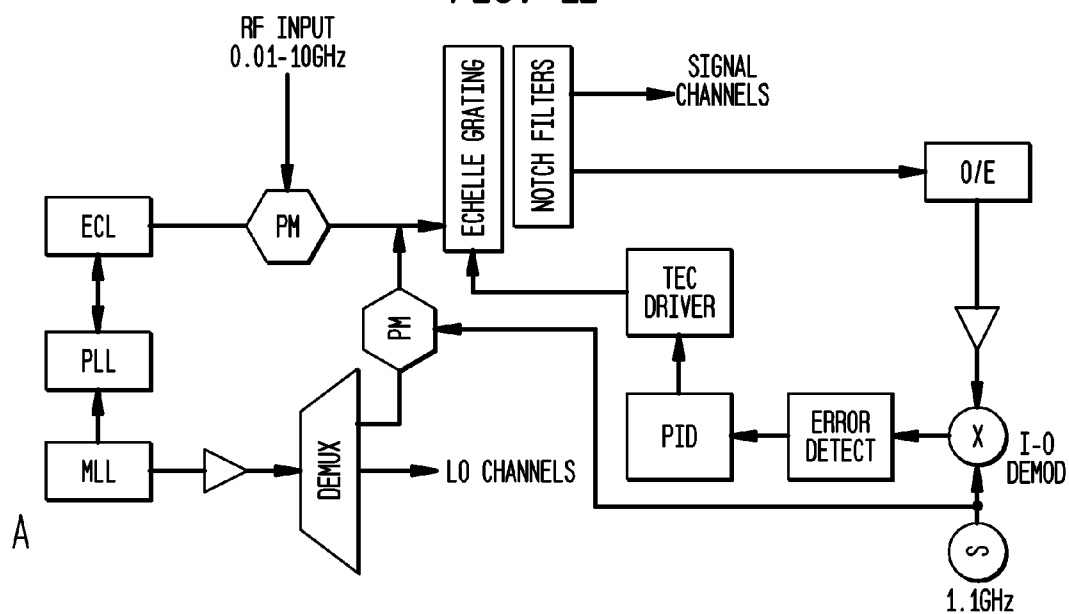 RF INPUT
0.01-10GHz
ECHELLE GRATING
NOTCH FILTERS
SIGNAL
CHANNELS
O/E
ECL
PM
TEC
DRIVER
PM
PLL
PID
ERROR
DETECT
X
I-Q
DEMOD
MLL
DEMUX
LO CHANNELS
A
S
1.1GHz